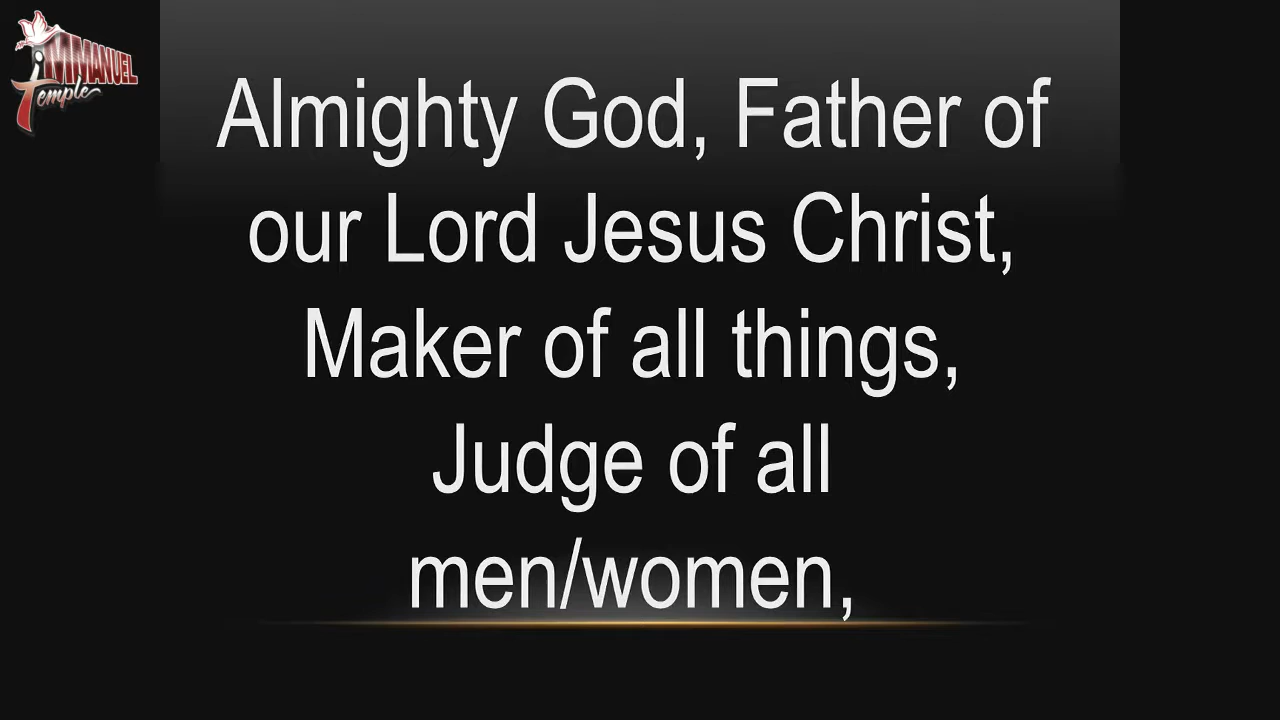 iMMANUEL
Temple
Almighty God, Father of
our Lord Jesus Christ,
Maker of all things,
Judge of all
men/women,